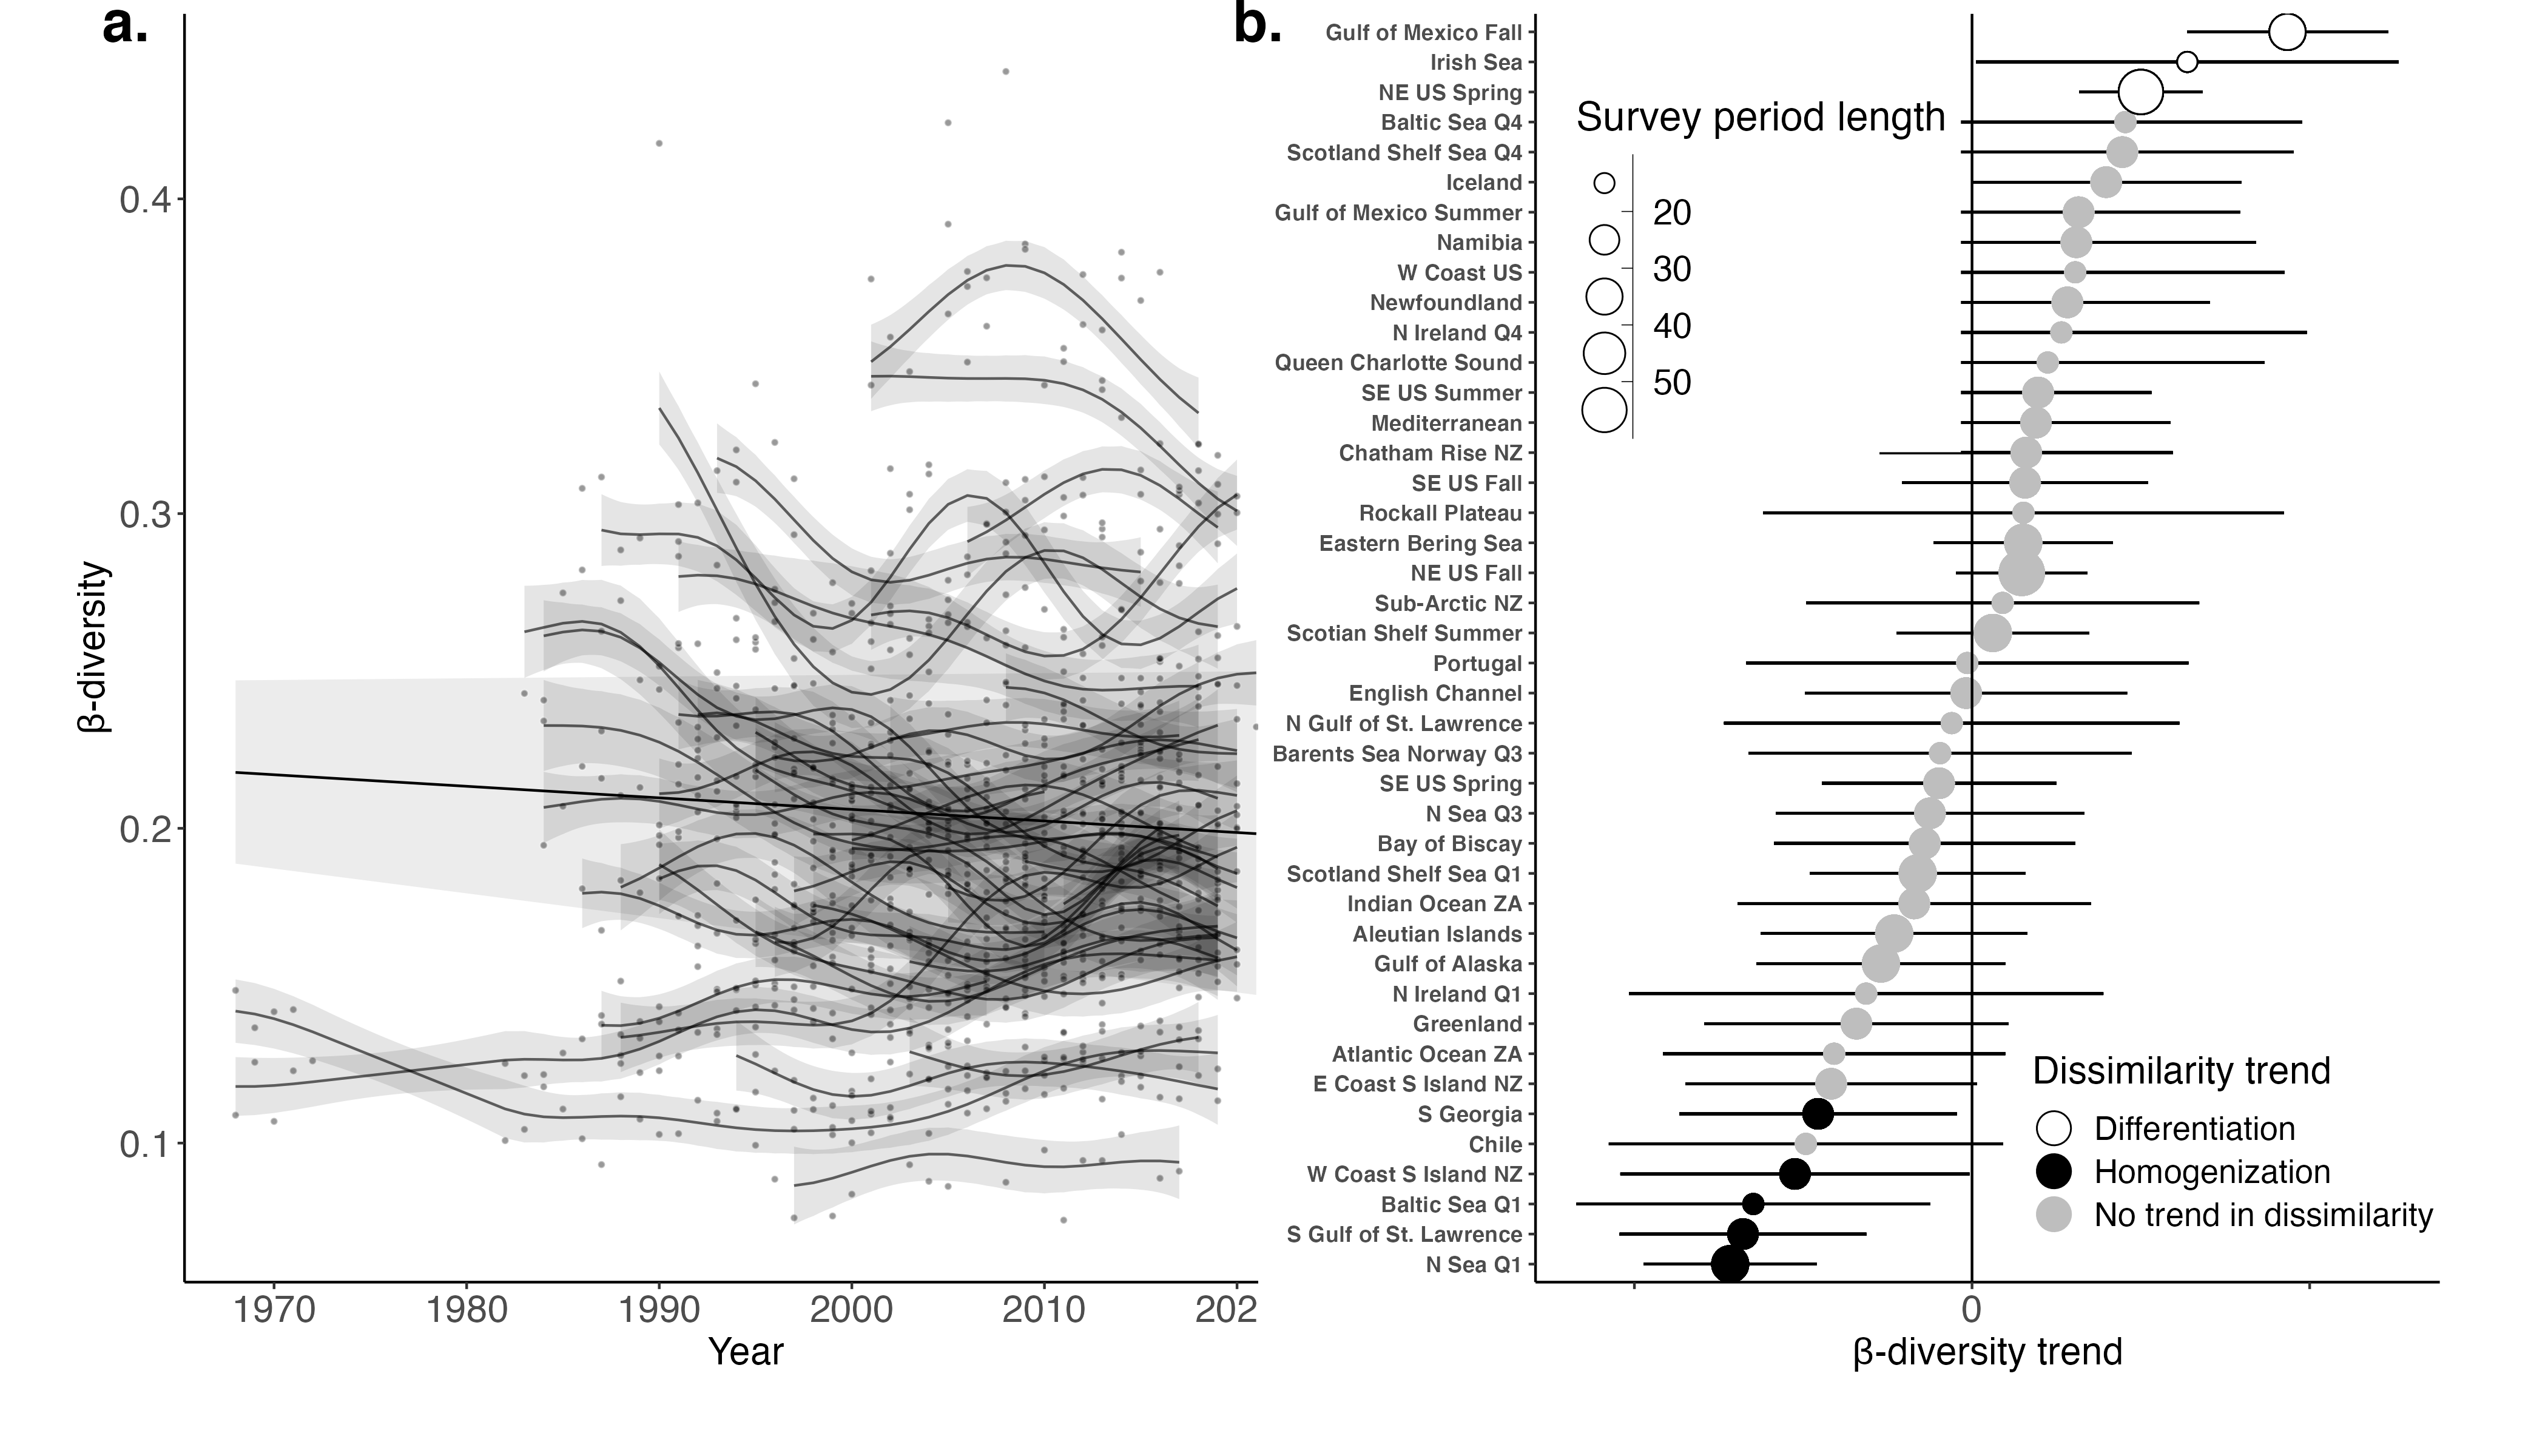 a.
β-diversity
0.4
0.3
0.2
0.1
1970 1980 1990 2000 2010 202
Year
b.
Gulf of Mexico Fall
Irish Sea
NE US Spring
Baltic Sea Q4
Scotland Shelf Sea Q4
Iceland
Gulf of Mexico Summer
Namibia
W Coast US
Newfoundland
N Ireland Q4
Queen Charlotte Sound
SE US Summer
Mediterranean
Chatham Rise NZ
SE US Fall
Rockall Plateau
Eastern Bering Sea
NE US Fall
Sub-Arctic NZ
Scotian Shelf Summer
Portugal
English Channel
N Gulf of St. Lawrence
Barents Sea Norway Q3
SE US Spring
N Sea Q3
Bay of Biscay
Scotland Shelf Sea Q1
Indian Ocean ZA
Aleutian Islands
Gulf of Alaska
N Ireland Q1
Greenland
Atlantic Ocean ZA
E Coast S Island NZ
S Georgia
Chile
W Coast S Island NZ
Baltic Sea Q1
S Gulf of St. Lawrence
N Sea Q1
Survey period length
20
30
40
50
Dissimilarity trend
Differentiation
Homogenization
No trend in dissimilarity
0
β-diversity trend